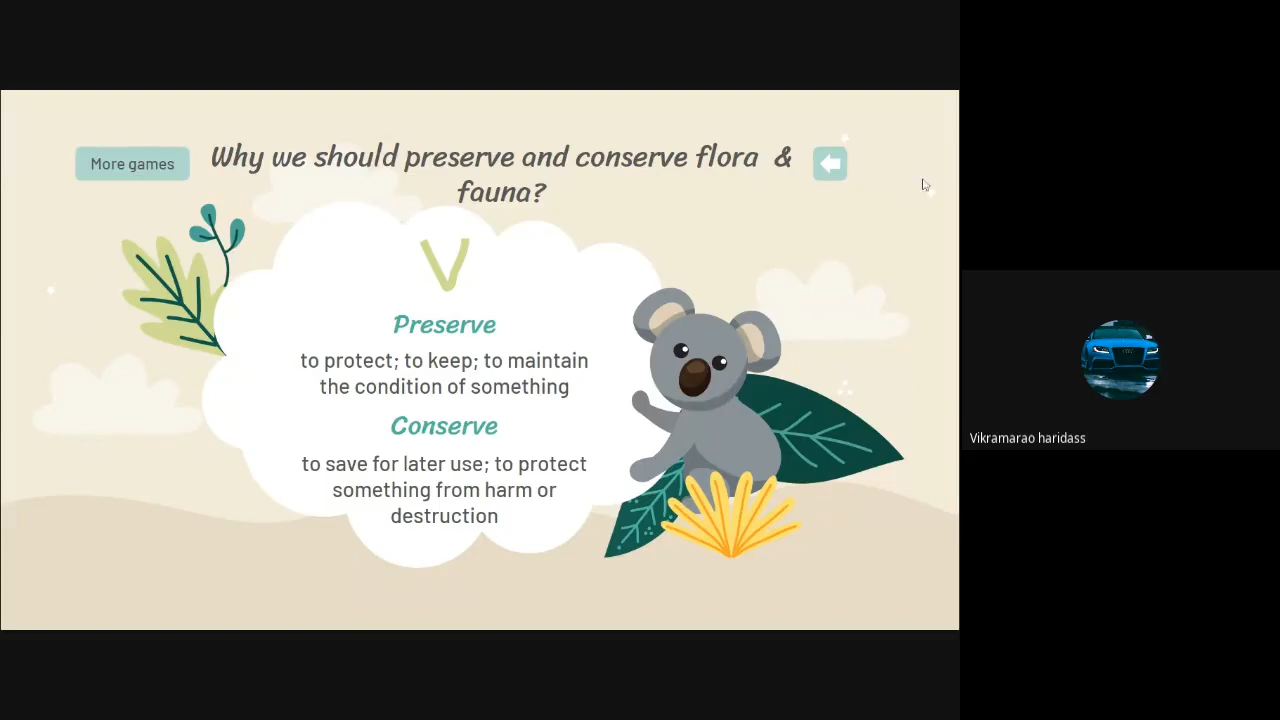 More games
Why we should preserve and conserve flora & 
fauna?
V
Preserve
to protect; to keep; to maintain
the condition of something
Conserve
to save for later use; to protect
something from harm or
destruction
Vikramarao haridass